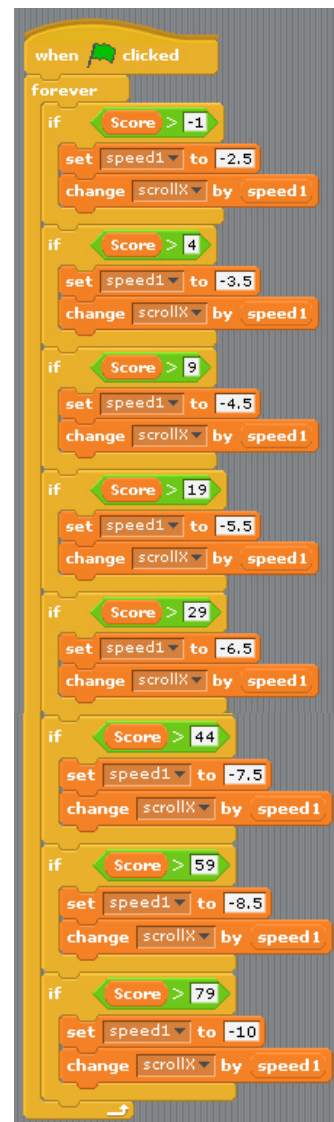 when clicked
forever
if Score > -1
set speed1 to -2.5
change scrollX by speed1
if Score > 4
set speed1 to -3.5
change scrollX by speed1
if Score > 9
set speed1 to -4.5
change scrollX by speed1
if Score > 19
set speed1 to -5.5
change scrollX by speed1
if Score > 29
set speed1 to -6.5
change scrollX by speed1
if Score > 44
set speed1 to -7.5
change scrollX by speed1
if Score > 59
set speed1 to -8.5
change scrollX by speed1
if Score > 79
set speed1 to -10
change scrollX by speed1